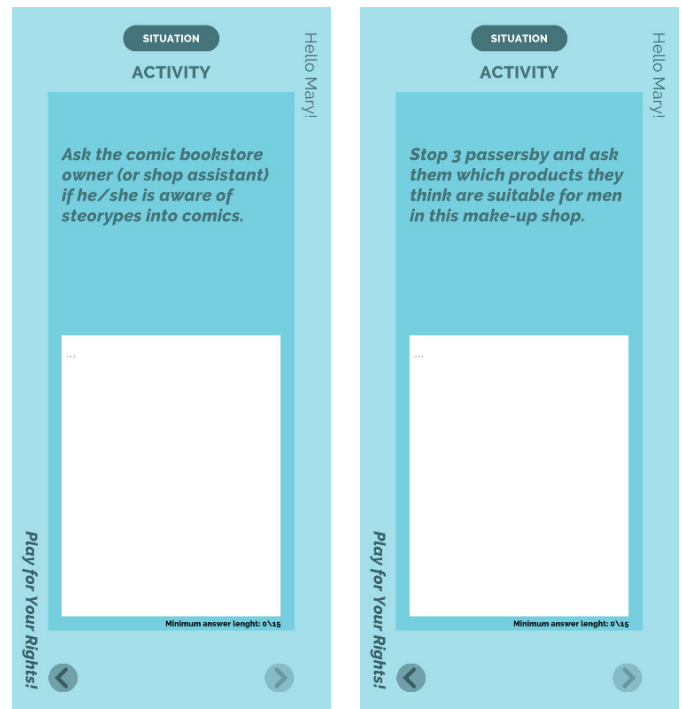 SITUATION
Hello Mary!
ACTIVITY
Ask the comic bookstore
owner (or shop assistant)
if he/she is aware of
steorypes into comics.
...
Minimum answer lenght: 0\15
Play for Your Rights!
SITUATION
Hello Mary!
ACTIVITY
Stop 3 passersby and ask
them which products they
think are suitable for men
in this make-up shop.
...
Minimum answer lenght: 0\15
Play for Your Rights!